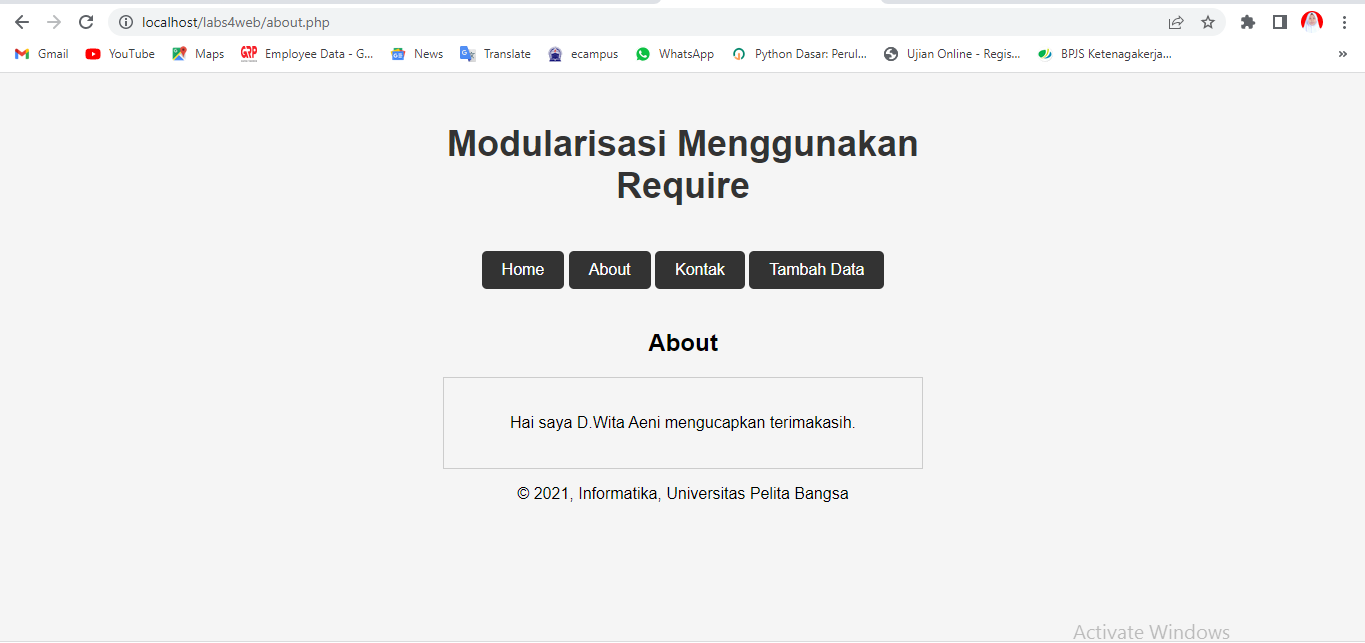 localhost/labs4web/about.php
Gmail YouTube Maps GRP Employee Data - G... News Translate ecampus WhatsApp Python Dasar: Perul... Ujian Online - Regis... BPJS Ketenagakerja... »
Modularisasi Menggunakan
Require
Home About Kontak Tambah Data
About
Hai saya D.Wita Aeni mengucapkan terimakasih.
© 2021, Informatika, Universitas Pelita Bangsa
Activate Windows